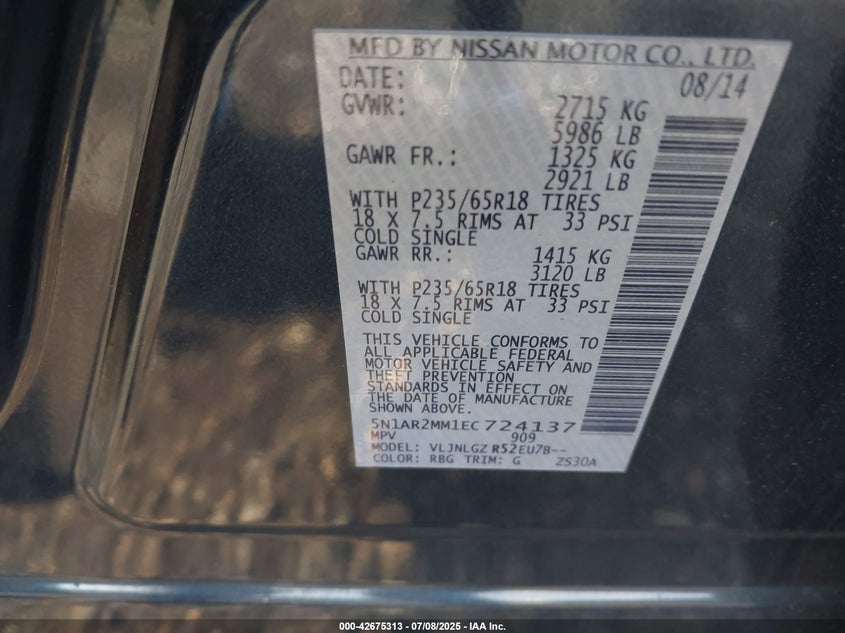 MFD BY NISSAN MOTOR CO., LTD.
DATE: 08/14
GVWR: 2715 KG
5986 LB
GAWR FR.: 1325 KG
2921 LB
WITH P235/65R18 TIRES
18 X 7.5 RIMS AT 33 PSI
COLD SINGLE
GAWR RR.: 1415 KG
3120 LB
WITH P235/65R18 TIRES
18 X 7.5 RIMS AT 33 PSI
COLD SINGLE
THIS VEHICLE CONFORMS TO
ALL APPLICABLE FEDERAL
MOTOR VEHICLE SAFETY AND
THEFT PREVENTION
STANDARDS IN EFFECT ON
THE DATE OF MANUFACTURE
SHOWN ABOVE.
5N1AR2MM1EC724137
MPV 909
MODEL: VLJNLGZ R52EU7B--
COLOR: RBG TRIM: G ZS30A
000-42675313 - 07/08/2025 - IAA Inc.